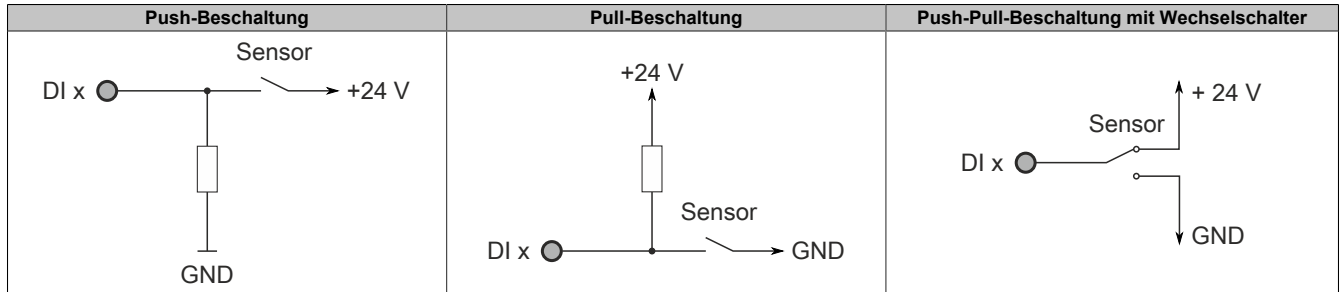 Push-Beschaltung
Sensor
DI x
+24 V
GND
Pull-Beschaltung
+24 V
Sensor
DI x
GND
Push-Pull-Beschaltung mit Wechselschalter
+ 24 V
Sensor
DI x
GND